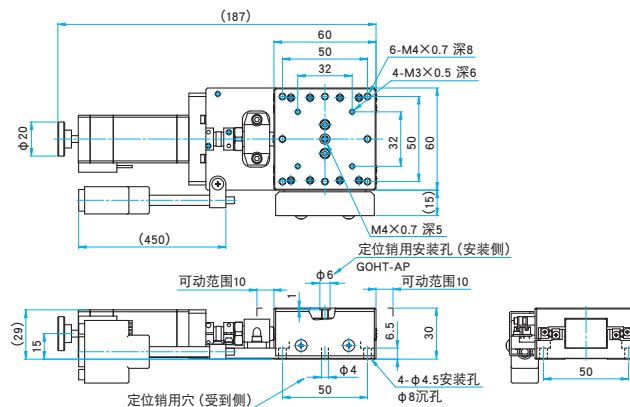 (187)
60
50
32
6-M4×0.7 深8
4-M3×0.5 深6
φ20
32
50
60
(15)
(450)
M4×0.7 深5
定位销用安装孔 (安装侧)
GOHT-AP
可动范围10
φ6
可动范围10
1
(29)
15
6.5
30
φ4
50
4-φ4.5安装孔
φ8沉孔
定位销用穴 (受到侧)
50